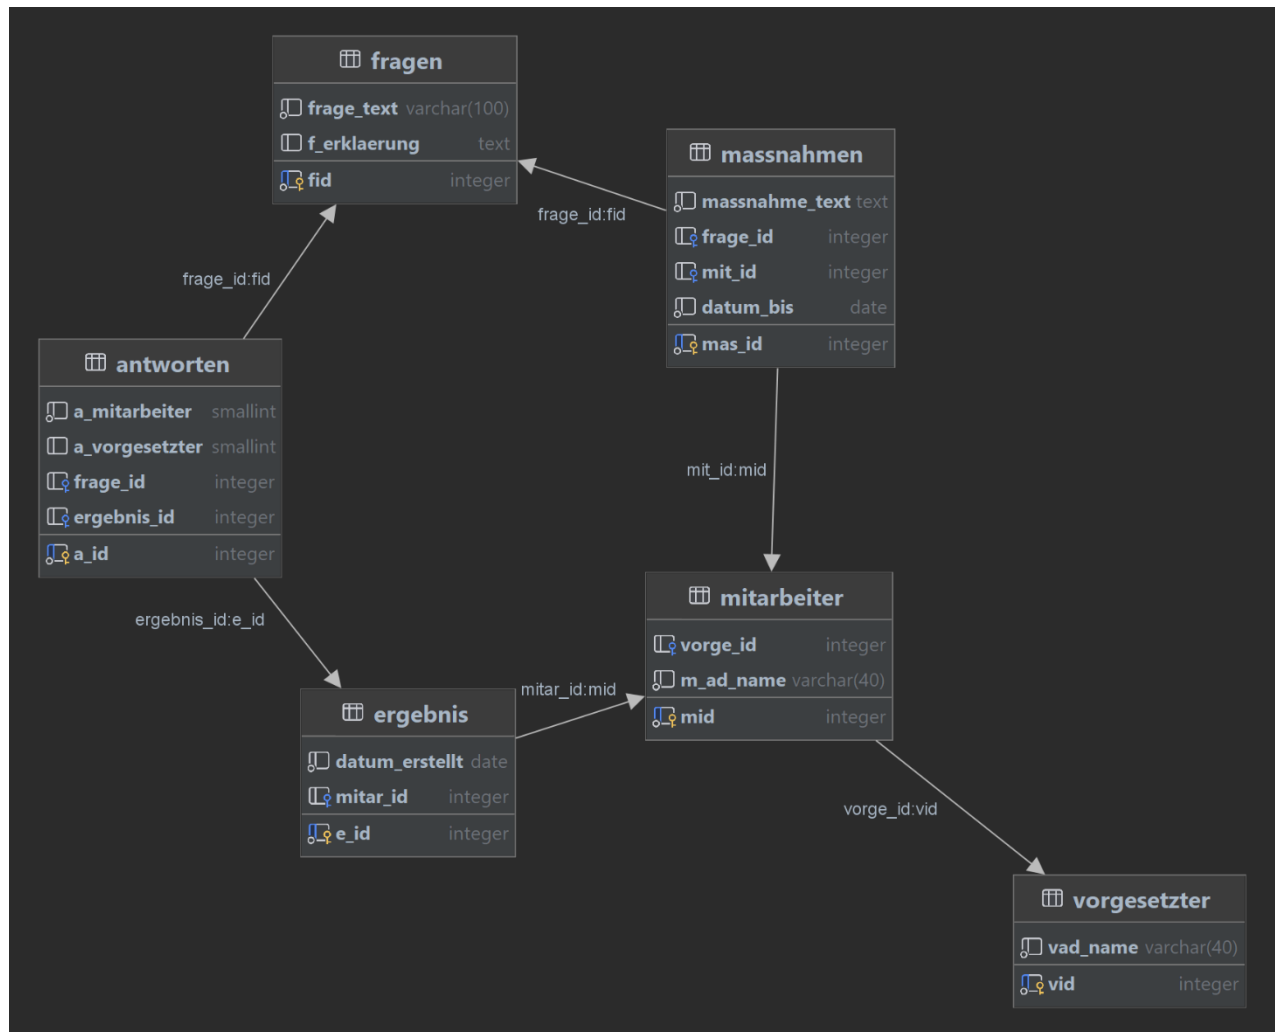 fragen
frage_text varchar(100)
f_erklaerung text
fid integer
massnahmen
massnahme_text text
frage_id integer
mit_id integer
datum_bis date
mas_id integer
frage_id:fid
frage_id:fid
antworten
a_mitarbeiter smallint
a_vorgesetzter smallint
frage_id integer
ergebnis_id integer
a_id integer
mit_id:mid
ergebnis_id:e_id
mitarbeiter
vorge_id integer
m_ad_name varchar(40)
mid integer
mitar_id:mid
ergebnis
datum_erstellt date
mitar_id integer
e_id integer
vorge_id:vid
vorgesetzter
vad_name varchar(40)
vid integer